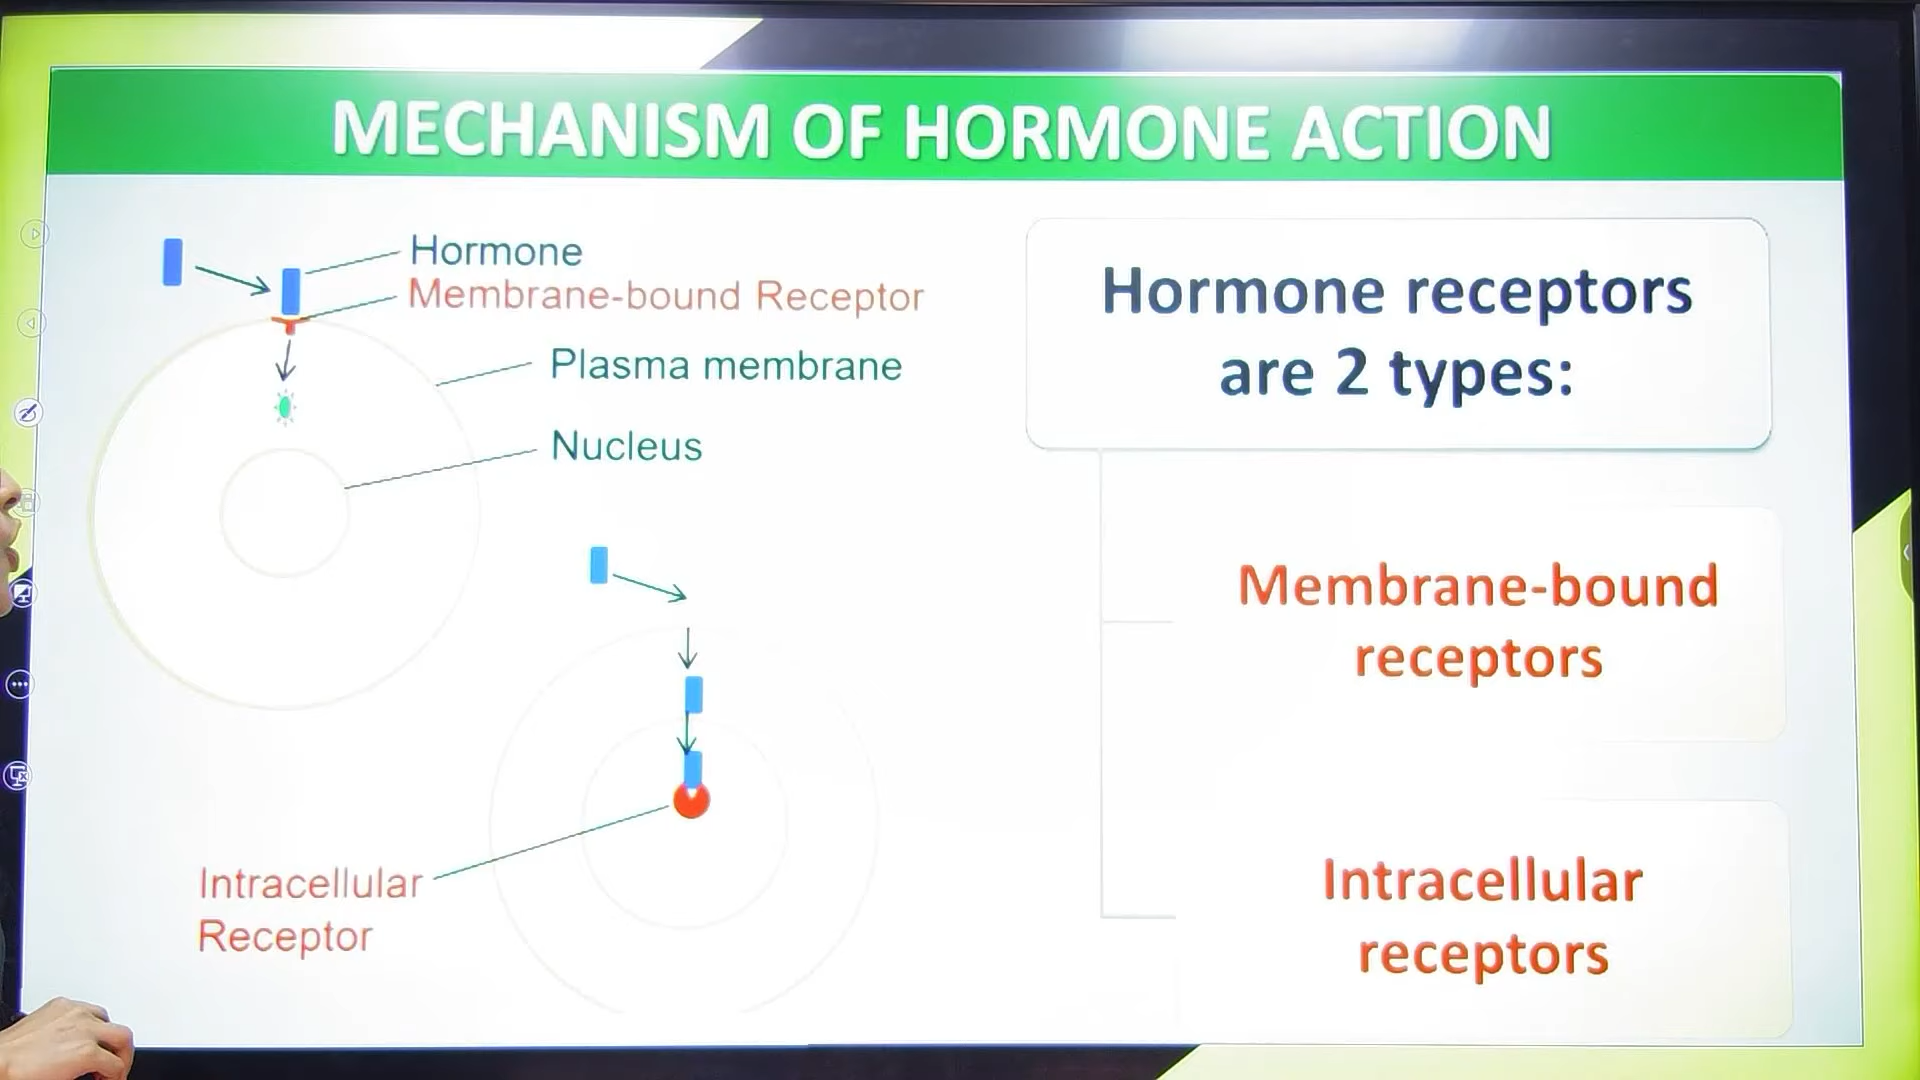 MECHANISM OF HORMONE ACTION
Hormone
Membrane-bound Receptor
Plasma membrane
Nucleus
Intracellular
Receptor
Hormone receptors
are 2 types:
Membrane-bound
receptors
Intracellular
receptors